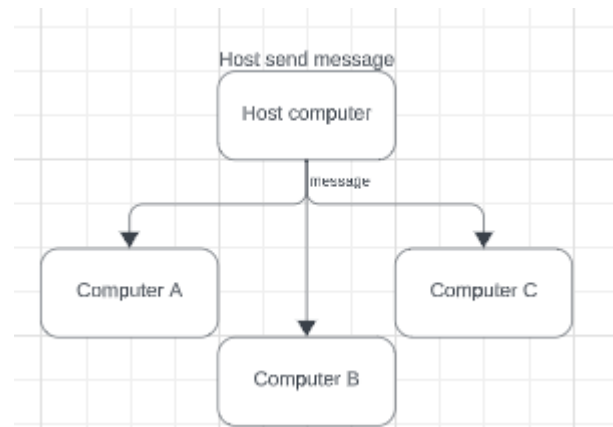 Host send message
Host computer
message
Computer A
Computer C
Computer B